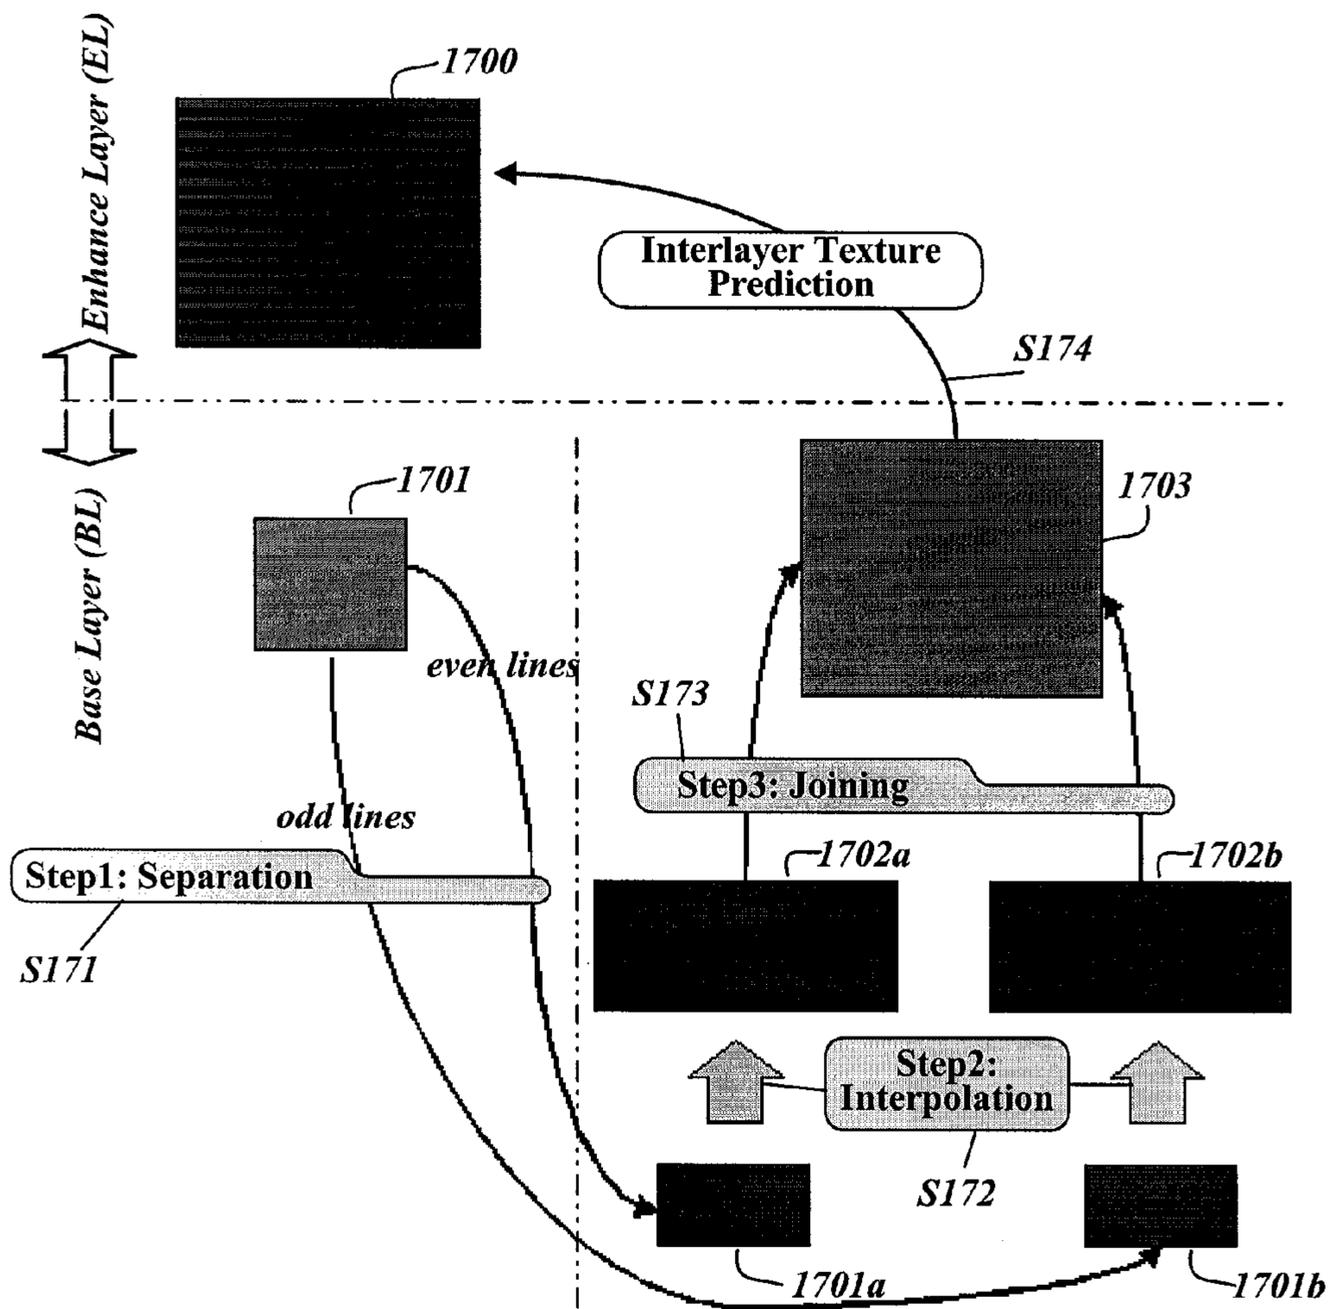 Enhance Layer (EL)
1700
Interlayer Texture
Prediction
S174
Base Layer (BL)
1701
1703
even lines
S173
Step3: Joining
odd lines
1702a
1702b
Step1: Separation
S171
Step2:
Interpolation
S172
1701a
1701b